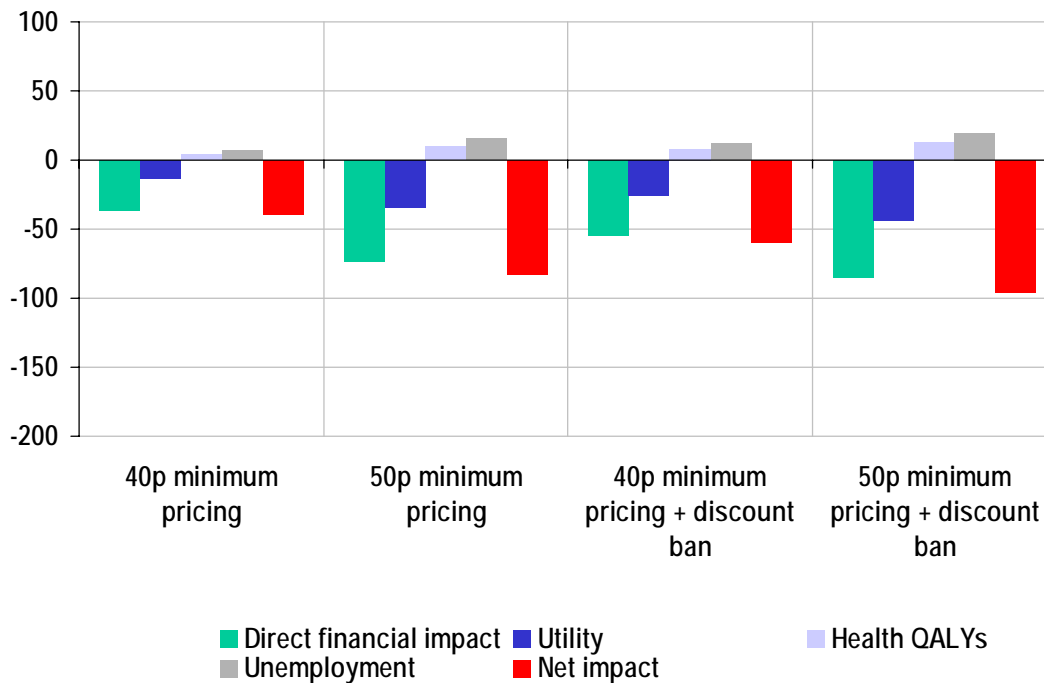 100
50
0
-50
-100
-150
-200
40p minimum
pricing
50p minimum
pricing
40p minimum
pricing + discount
ban
50p minimum
pricing + discount
ban
Direct financial impact
Utility
Health QALYs
Unemployment
Net impact